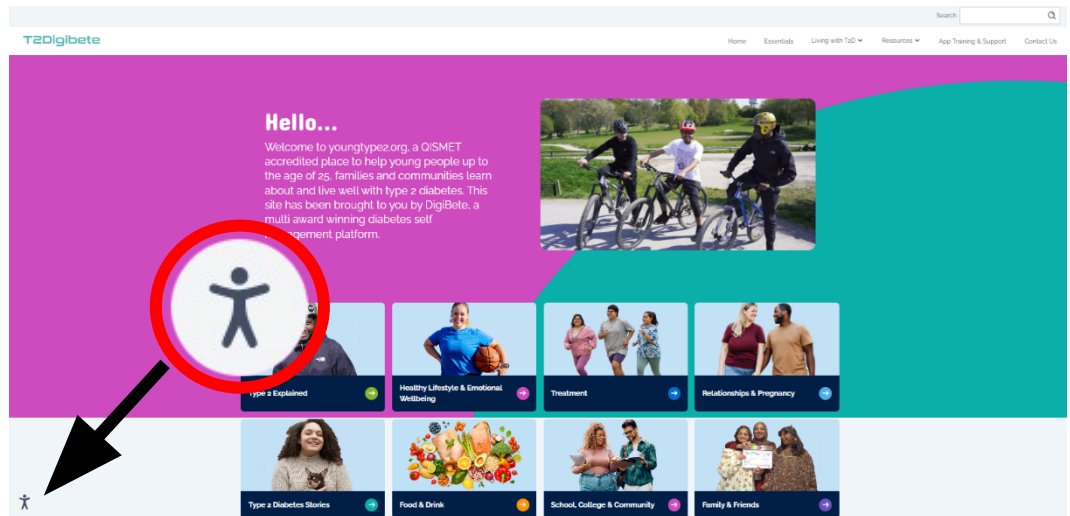 Search
T2Digibete
Home Essentials Living with T2D Resources App Training & Support Contact Us
Hello...
Welcome to youngtype2.org, a QISMET
accredited place to help young people up to
the age of 25, families and communities learn
about and live well with type 2 diabetes. This
site has been brought to you by DigiBete, a
multi award winning diabetes self
platform.
Type 2 Explained
Healthy Lifestyle & Emotional
Wellbeing
Treatment
Relationships & Pregnancy
Type 2 Diabetes Stories
Food & Drink
School, College & Community
Family & Friends